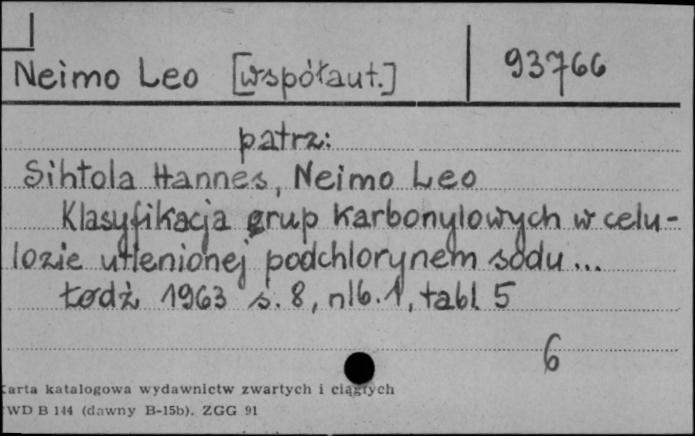 Neimo Leo [współaut.] 93766
patrz:
Sihtola Hannes, Neimo Leo
Klasyfikacja grup karbonylowych w celu-
lozie utlenionej podchlorynem sodu...
Łódź 1963 s. 8, nlb. 1, tabl. 5
6
Karta katalogowa wydawnictw zwartych i ciągłych
WD B 144 (dawny B-15b). ZGG 91